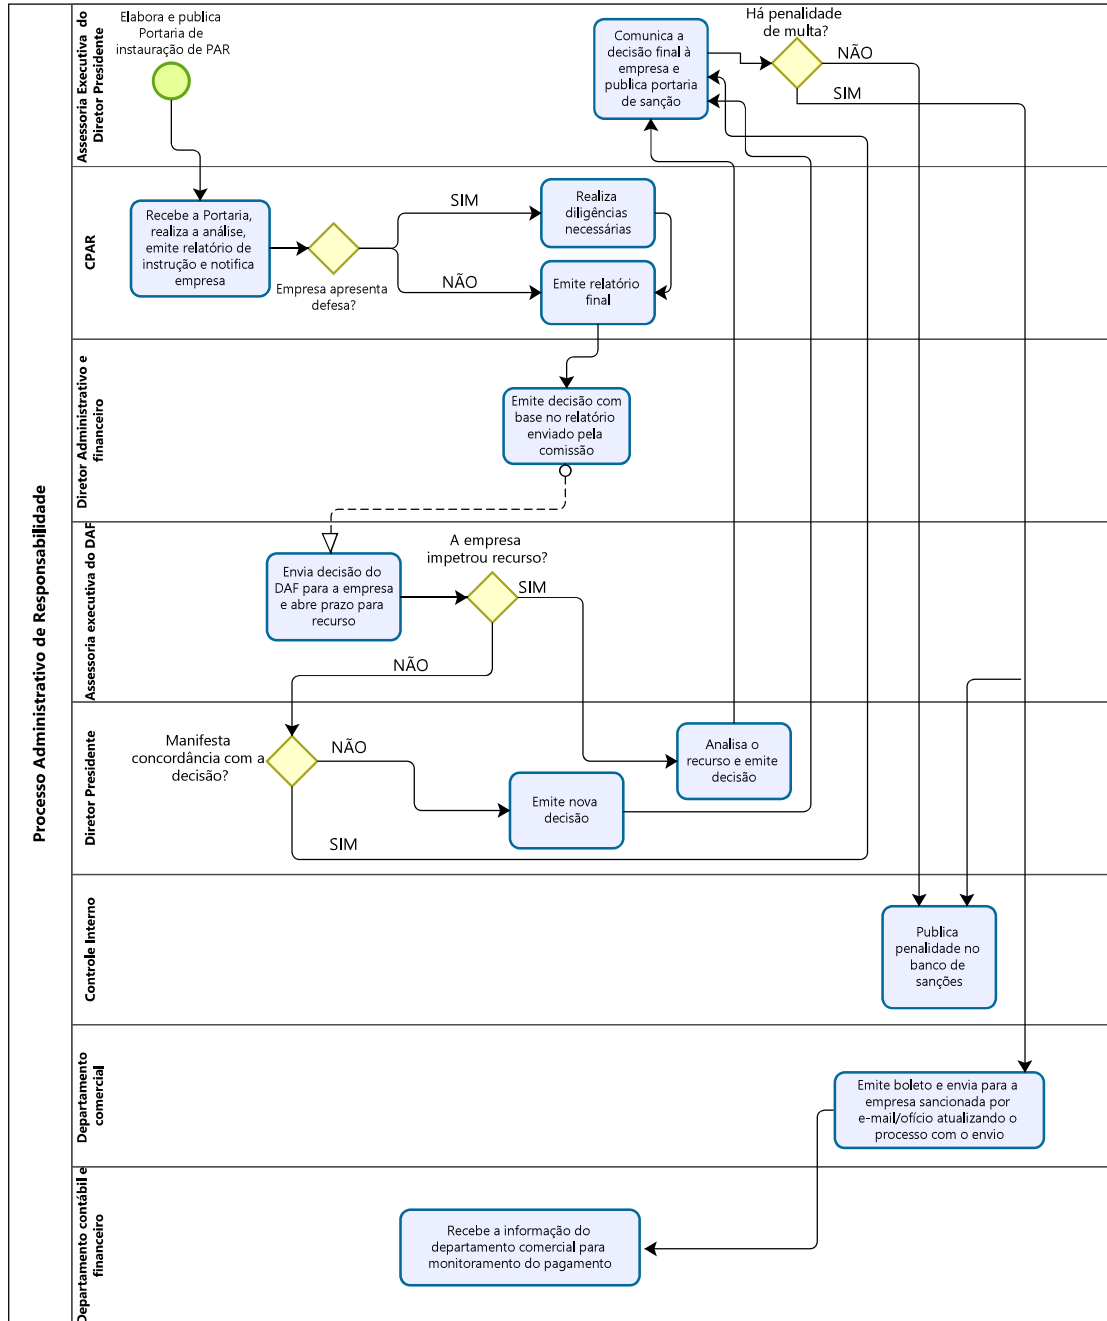 Processo Administrativo de Responsabilidade
Assessoria Executiva do
Diretor Presidente
Elabora e publica
Portaria de
instauração de PAR
Comunica a
decisão final à
empresa e
publica portaria
de sanção
Há penalidade
de multa?
NÃO
SIM
CPAR
Recebe a Portaria,
realiza a análise,
emite relatório de
instrução e notifica
empresa
Empresa apresenta
defesa?
SIM
NÃO
Realiza
diligências
necessárias
Emite relatório
final
Diretor Administrativo e
financeiro
Emite decisão com
base no relatório
enviado pela
comissão
Assessoria executiva do DAF
Envia decisão do
DAF para a empresa
e abre prazo para
recurso
A empresa
impetrou recurso?
SIM
NÃO
Diretor Presidente
Manifesta
concordância com a
decisão?
NÃO
SIM
Emite nova
decisão
Analisa o
recurso e emite
decisão
Controle Interno
Publica
penalidade no
banco de
sanções
Departamento
comercial
Emite boleto e envia para a
empresa sancionada por
e-mail/ofício atualizando o
processo com o envio
Departamento contábil e
financeiro
Recebe a informação do
departamento comercial para
monitoramento do pagamento